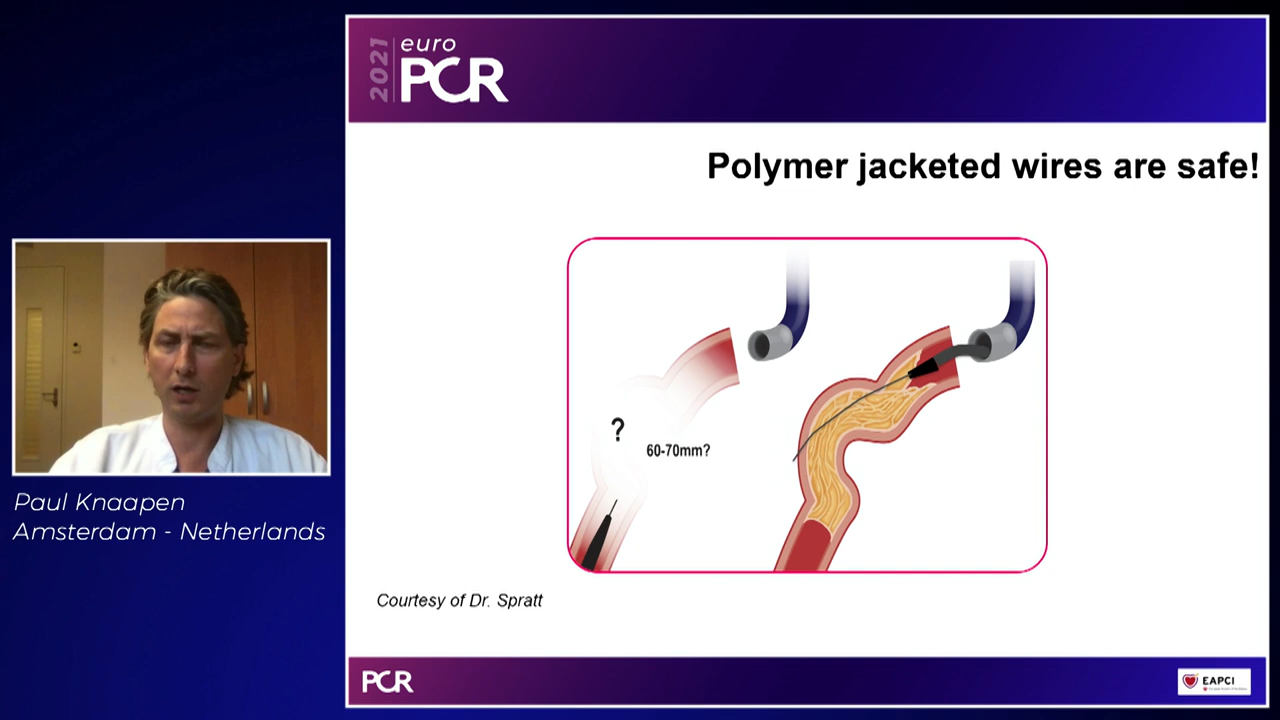 2021
euro
PCR
Polymer jacketed wires are safe!
?
60-70mm?
Paul Knaapen
Amsterdam - Netherlands
Courtesy of Dr. Spratt
PCR
EAPCI